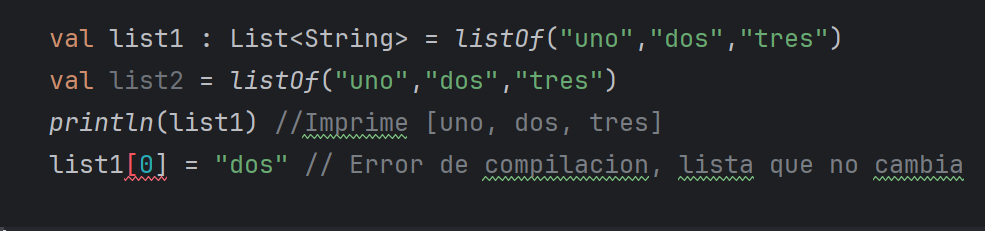 val list1 : List<String> = listOf("uno","dos","tres")
val list2 = listOf("uno","dos","tres")
println(list1) //Imprime [uno, dos, tres]
list1[0] = "dos" // Error de compilacion, lista que no cambia